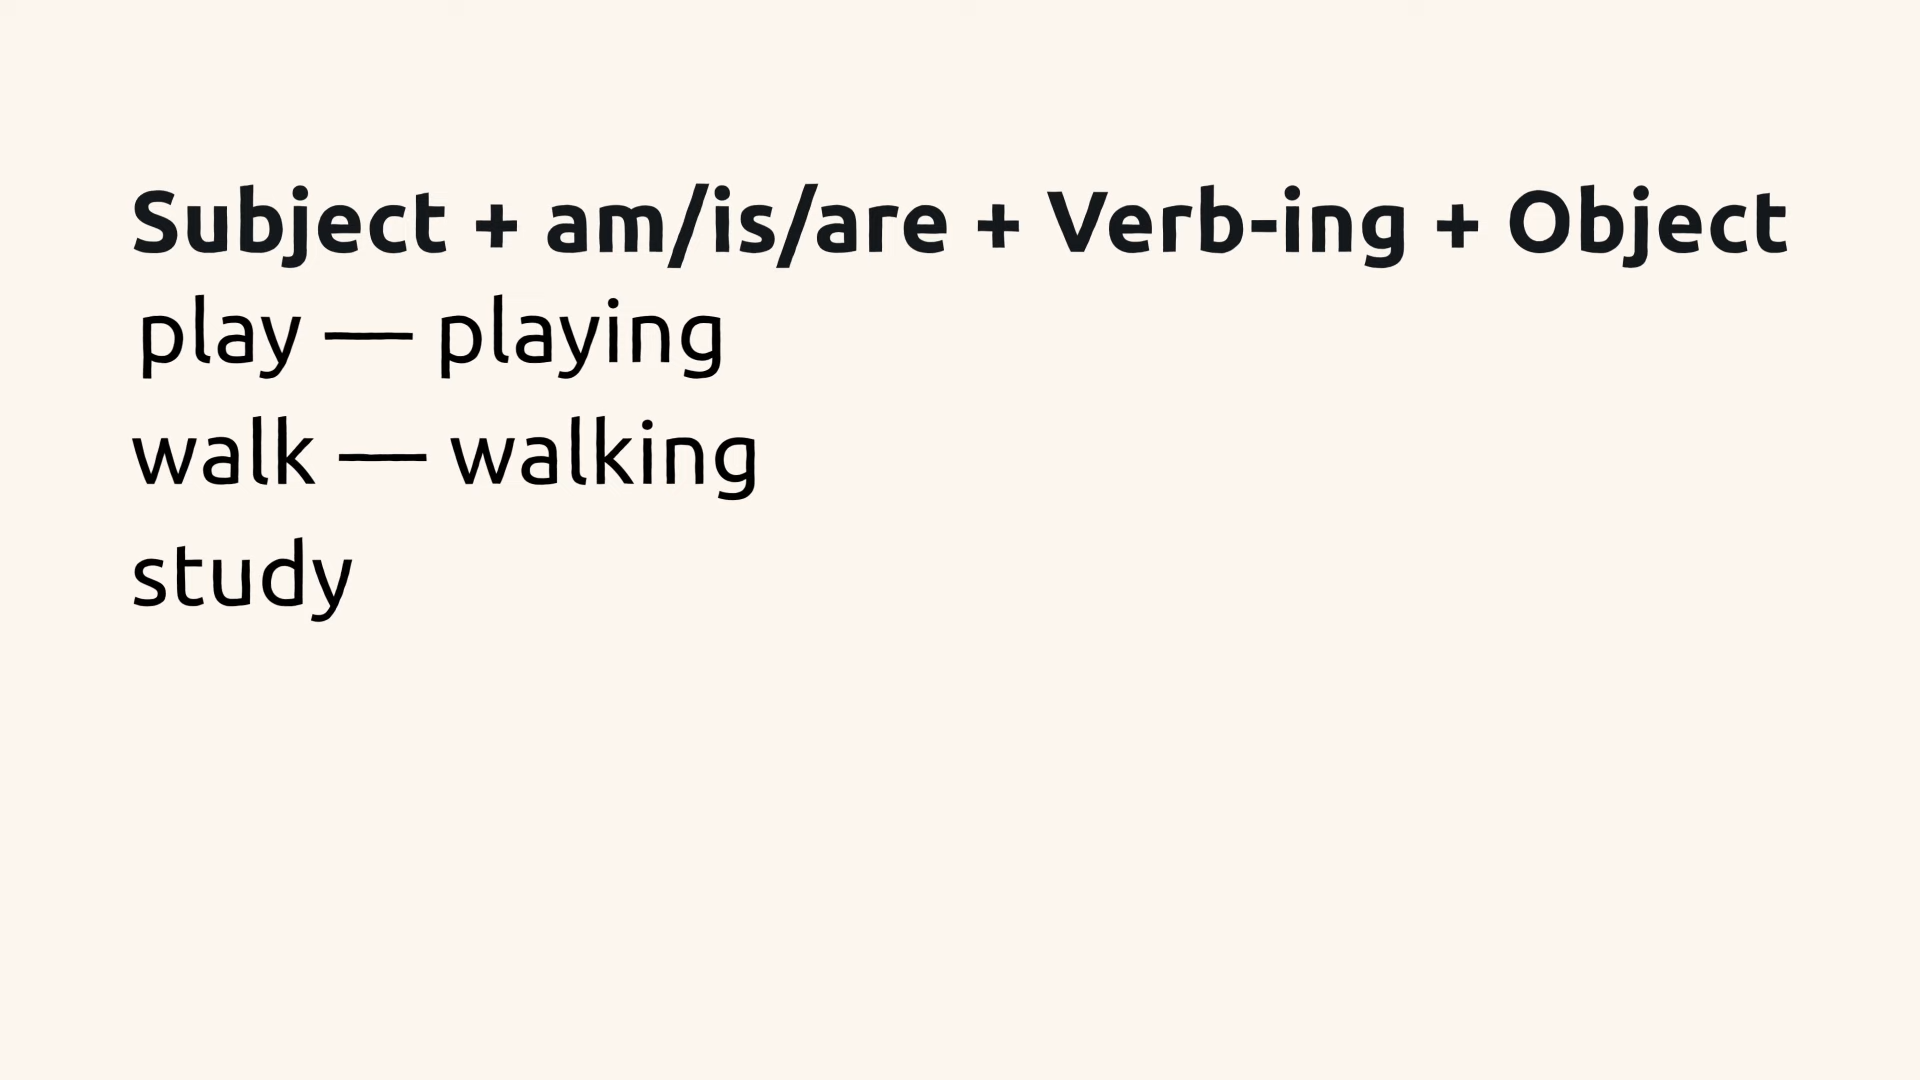 Subject + am/is/are + Verb-ing + Object
play — playing
walk — walking
study